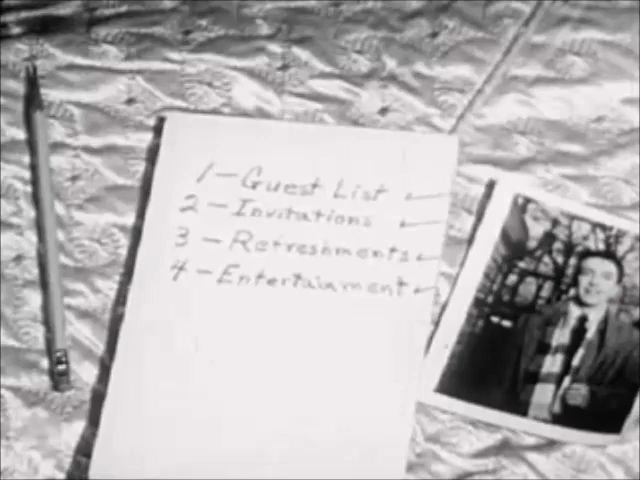 1 - Guest List ✓
2 - Invitations ✓
3 - Refreshments ✓
4 - Entertainment ✓